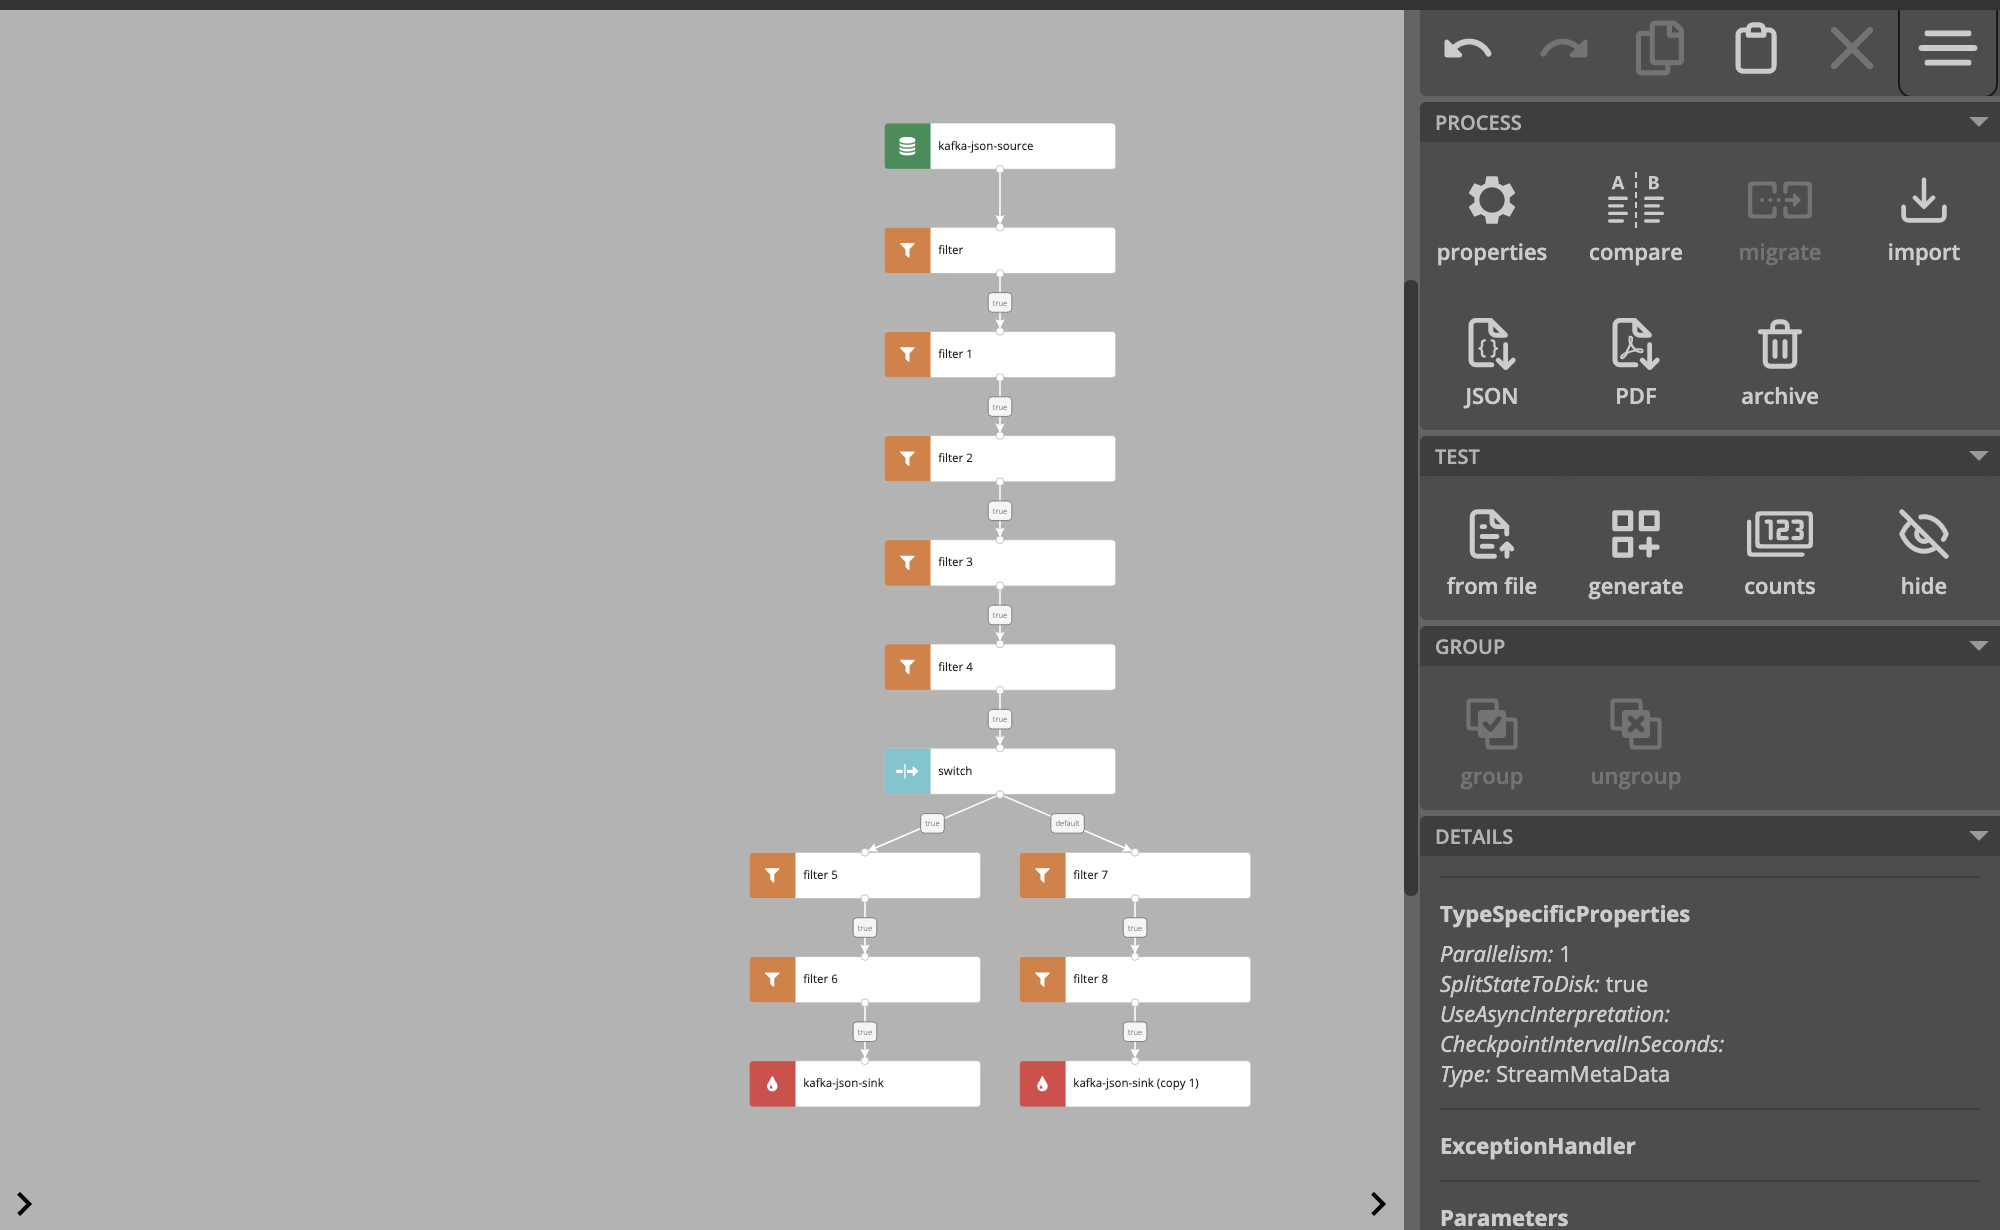 kafka-json-source
filter
true
filter 1
true
filter 2
true
filter 3
true
filter 4
true
switch
true
default
filter 5
filter 7
true
true
filter 6
filter 8
true
true
kafka-json-sink
kafka-json-sink (copy 1)
PROCESS
A B
properties
compare
migrate
import
JSON
PDF
archive
TEST
123
from file
generate
counts
hide
GROUP
group
ungroup
DETAILS
TypeSpecificProperties
Parallelism: 1
SplitStateToDisk: true
UseAsyncInterpretation:
CheckpointIntervalInSeconds:
Type: StreamMetaData
ExceptionHandler
Parameters